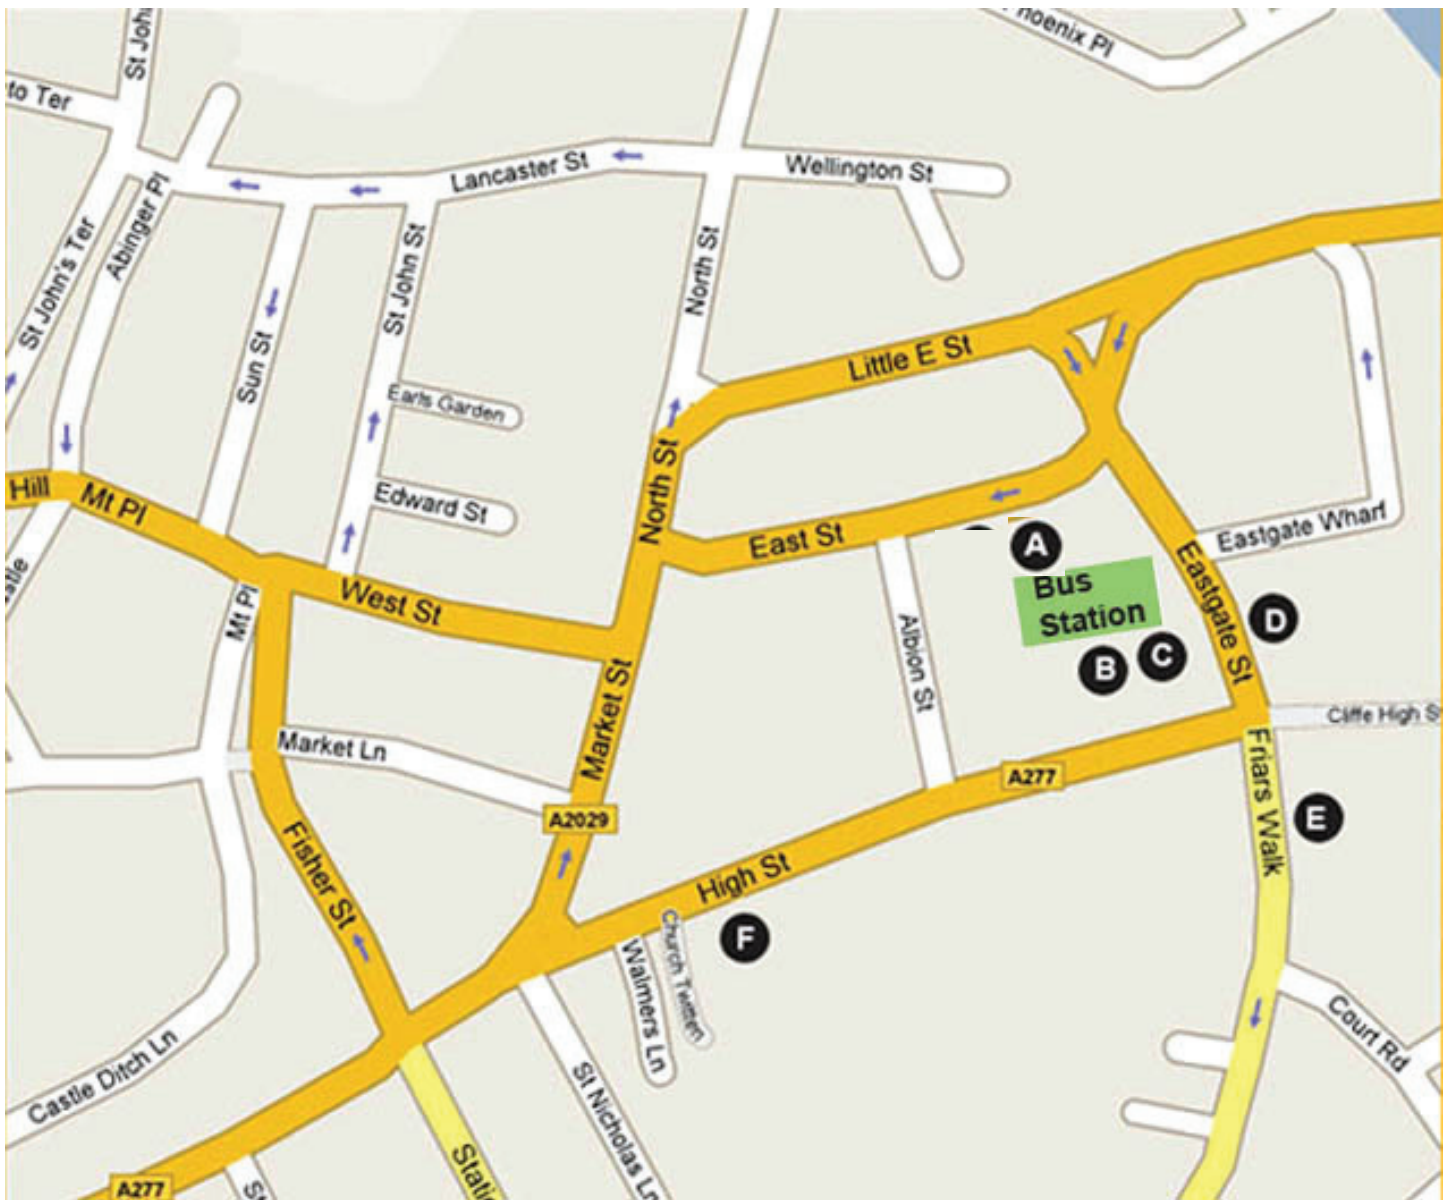 St Joh
Phoenix Pl
to Ter
Lancaster St
Wellington St
Abinger Pl
St John's Ter
St John St
North St
Sun St
Little E St
Earls Garden
Hill
Mt Pl
Edward St
North St
East St
A
Eastgate Wharf
Bus
Station
Eastgate St
D
B
C
Mt Pl
West St
Albion St
Market St
Cliffe High S
Market Ln
A277
Friars Walk
A2029
E
Fisher St
High St
F
Church Twitten
Walmers Ln
Court Rd
Castle Ditch Ln
St Nicholas Ln
Static
A277
St